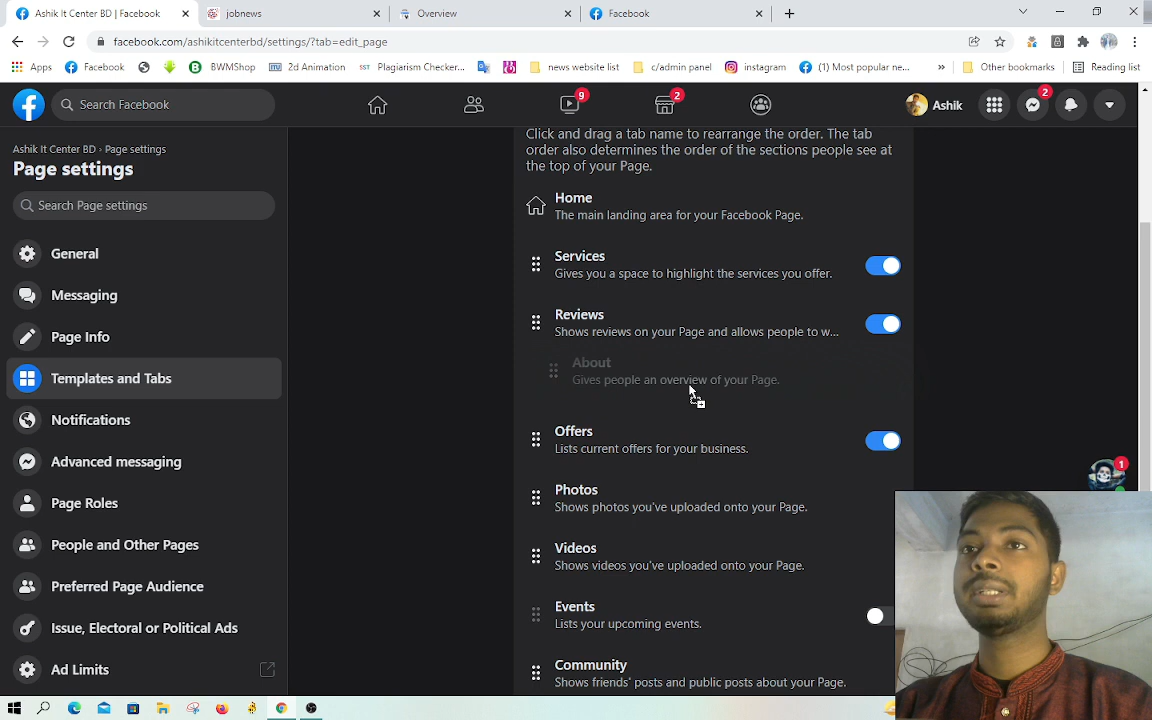 Ashik It Center BD | Facebook
jobnews
Overview
Facebook
facebook.com/ashikitcenterbd/settings/?tab=edit_page
Apps
Facebook
BWMShop
2d Animation
SST
Plagiarism Checker...
news website list
c/admin panel
instagram
(1) Most popular ne...
»
Other bookmarks
Reading list
Search Facebook
9
2
Ashik
2
Ashik It Center BD › Page settings
Page settings
Search Page settings
General
Messaging
Page Info
Templates and Tabs
Notifications
Advanced messaging
Page Roles
People and Other Pages
Preferred Page Audience
Issue, Electoral or Political Ads
Ad Limits
Click and drag a tab name to rearrange the order. The tab
order also determines the order of the sections people see at
the top of your Page.
Home
The main landing area for your Facebook Page.
Services
Gives you a space to highlight the services you offer.
Reviews
Shows reviews on your Page and allows people to w...
About
Gives people an overview of your Page.
Offers
Lists current offers for your business.
Photos
Shows photos you've uploaded onto your Page.
Videos
Shows videos you've uploaded onto your Page.
Events
Lists your upcoming events.
Community
Shows friends' posts and public posts about your Page.
1